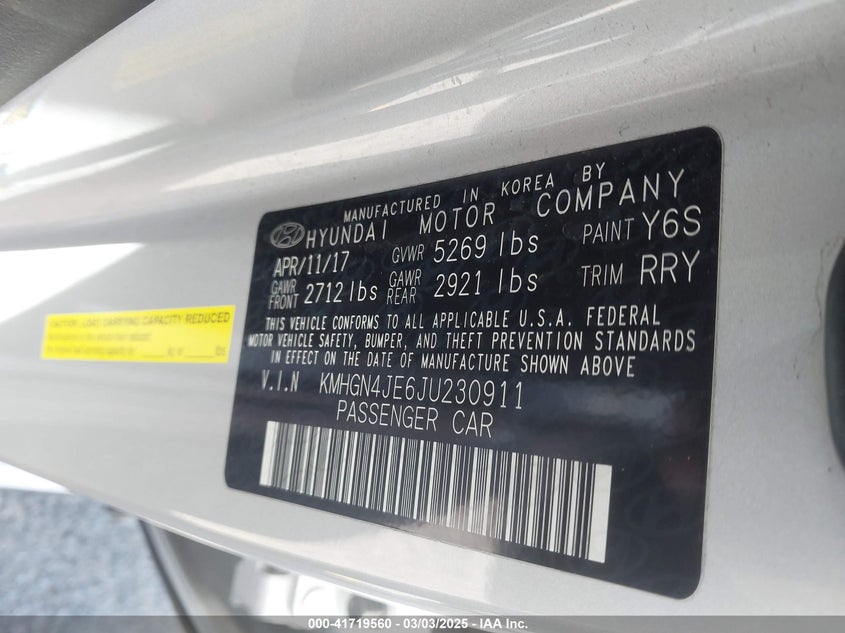 MANUFACTURED IN KOREA BY
HYUNDAI MOTOR COMPANY
APR/11/17 GVWR 5269 lbs PAINT Y6S
GAWR FRONT 2712 lbs GAWR REAR 2921 lbs TRIM RRY
THIS VEHICLE CONFORMS TO ALL APPLICABLE U.S.A. FEDERAL
MOTOR VEHICLE SAFETY, BUMPER, AND THEFT PREVENTION STANDARDS
IN EFFECT ON THE DATE OF MANUFACTURE SHOWN ABOVE
V.I.N KMHGN4JE6JU230911
PASSENGER CAR
CAUTION: LOAD CARRYING CAPACITY REDUCED
kg or lbs
000-41719560 — 03/03/2025 — IAA Inc.